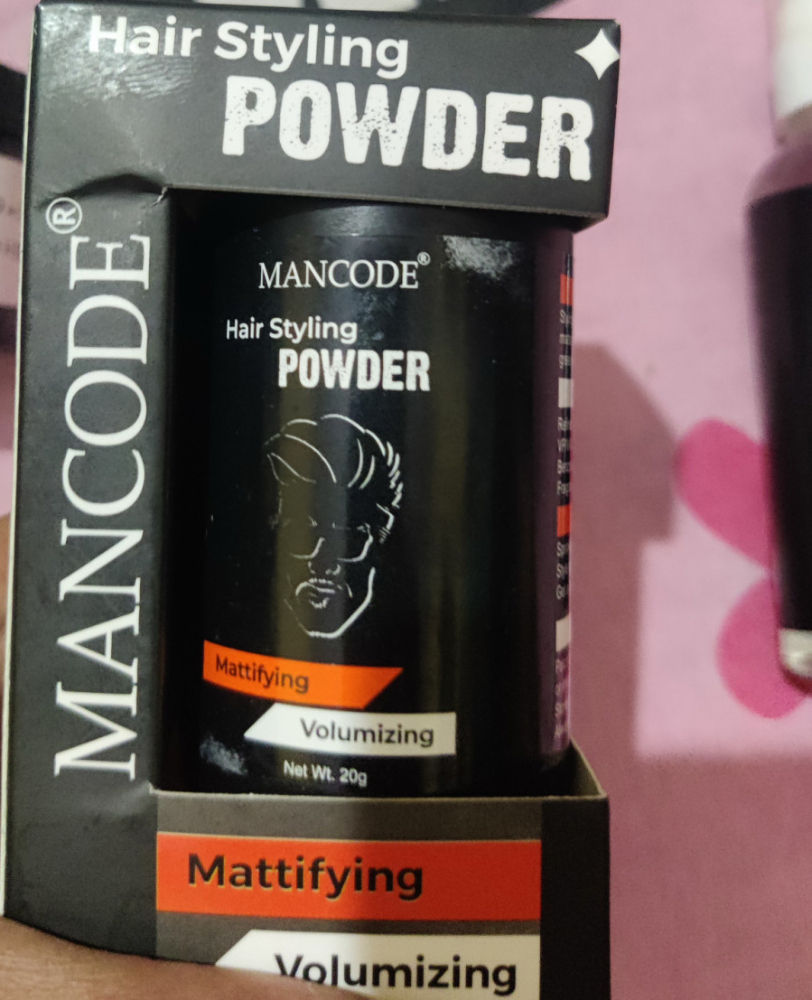 Hair Styling
POWDER
MANCODE®
MANCODE®
Hair Styling
POWDER
Mattifying
Volumizing
Net Wt. 20g
Mattifying
Volumizing